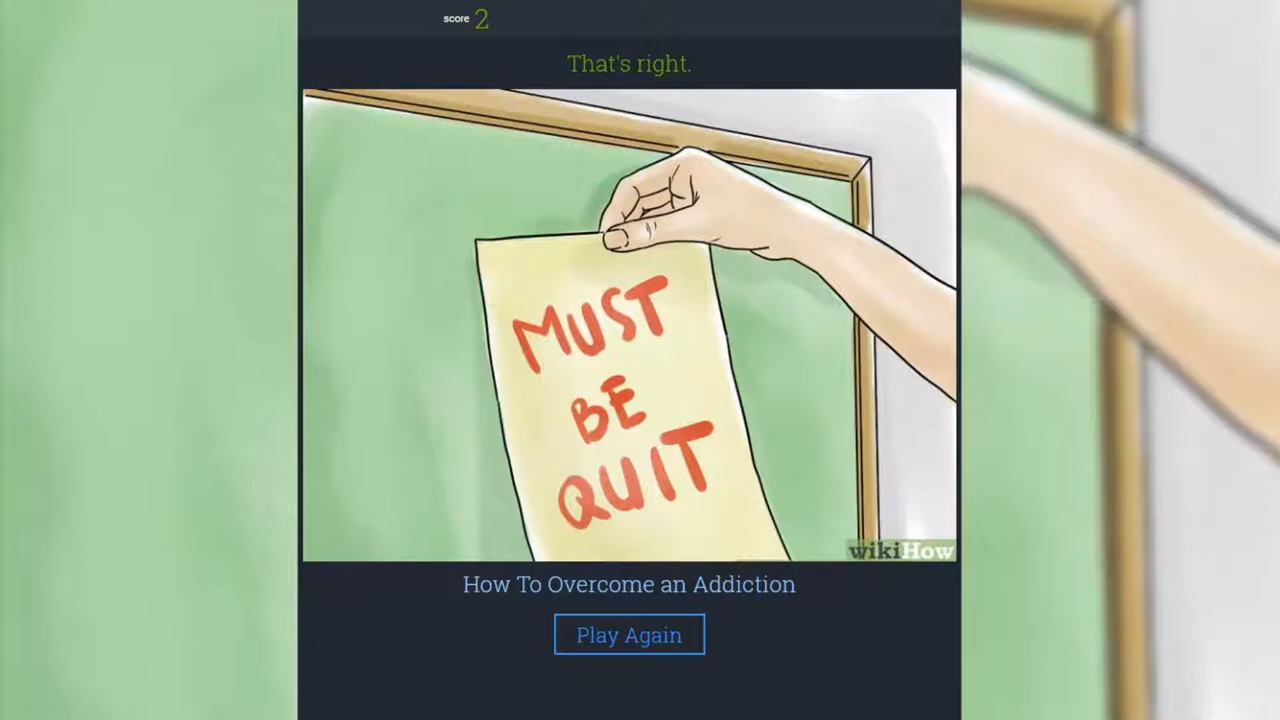 score 2
That's right.
MUST
BE
QUIT
wikiHow
How To Overcome an Addiction
Play Again